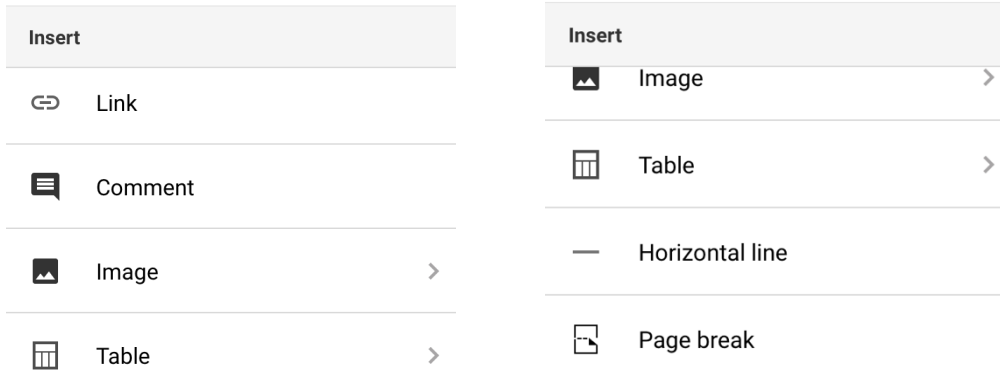 Insert
Link
Comment
Image
Table
Insert
Image
Table
Horizontal line
Page break